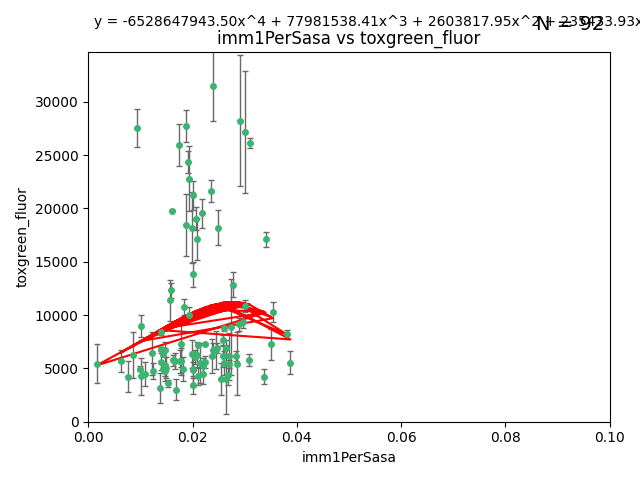 y = -6528647943.50x^4 + 77981538.41x^3 + 2603817.95x^2 +
N = 92
imm1PerSasa vs toxgreen_fluor
30000
25000
20000
15000
10000
5000
0
toxgreen_fluor
0.00 0.02 0.04 0.06 0.08 0.10
imm1PerSasa